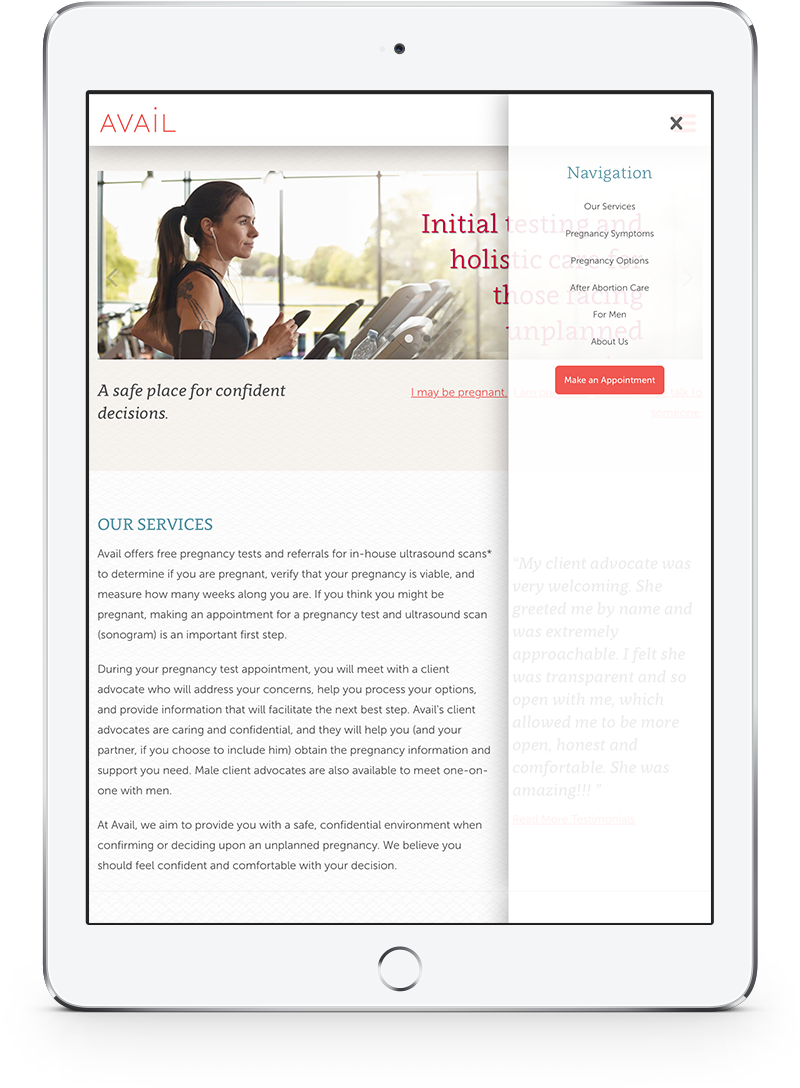 AVAIL
Initial testing and
holistic care for
those facing
unplanned
A safe place for confident
decisions.
I may be pregnant.
someone.
OUR SERVICES
Avail offers free pregnancy tests and referrals for in-house ultrasound scans*
to determine if you are pregnant, verify that your pregnancy is viable, and
measure how many weeks along you are. If you think you might be
pregnant, making an appointment for a pregnancy test and ultrasound scan
(sonogram) is an important first step.
During your pregnancy test appointment, you will meet with a client
advocate who will address your concerns, help you process your options,
and provide information that will facilitate the next best step. Avail's client
advocates are caring and confidential, and they will help you (and your
partner, if you choose to include him) obtain the pregnancy information and
support you need. Male client advocates are also available to meet one-on-
one with men.
At Avail, we aim to provide you with a safe, confidential environment when
confirming or deciding upon an unplanned pregnancy. We believe you
should feel confident and comfortable with your decision.
Navigation
Our Services
Pregnancy Symptoms
Pregnancy Options
After Abortion Care
For Men
About Us
Make an Appointment
"My client advocate was
very welcoming. She
greeted me by name and
was extremely
approachable. I felt she
was transparent and so
open with me, which
allowed me to be more
open, honest and
comfortable. She was
amazing!!! "
Read More Testimonials